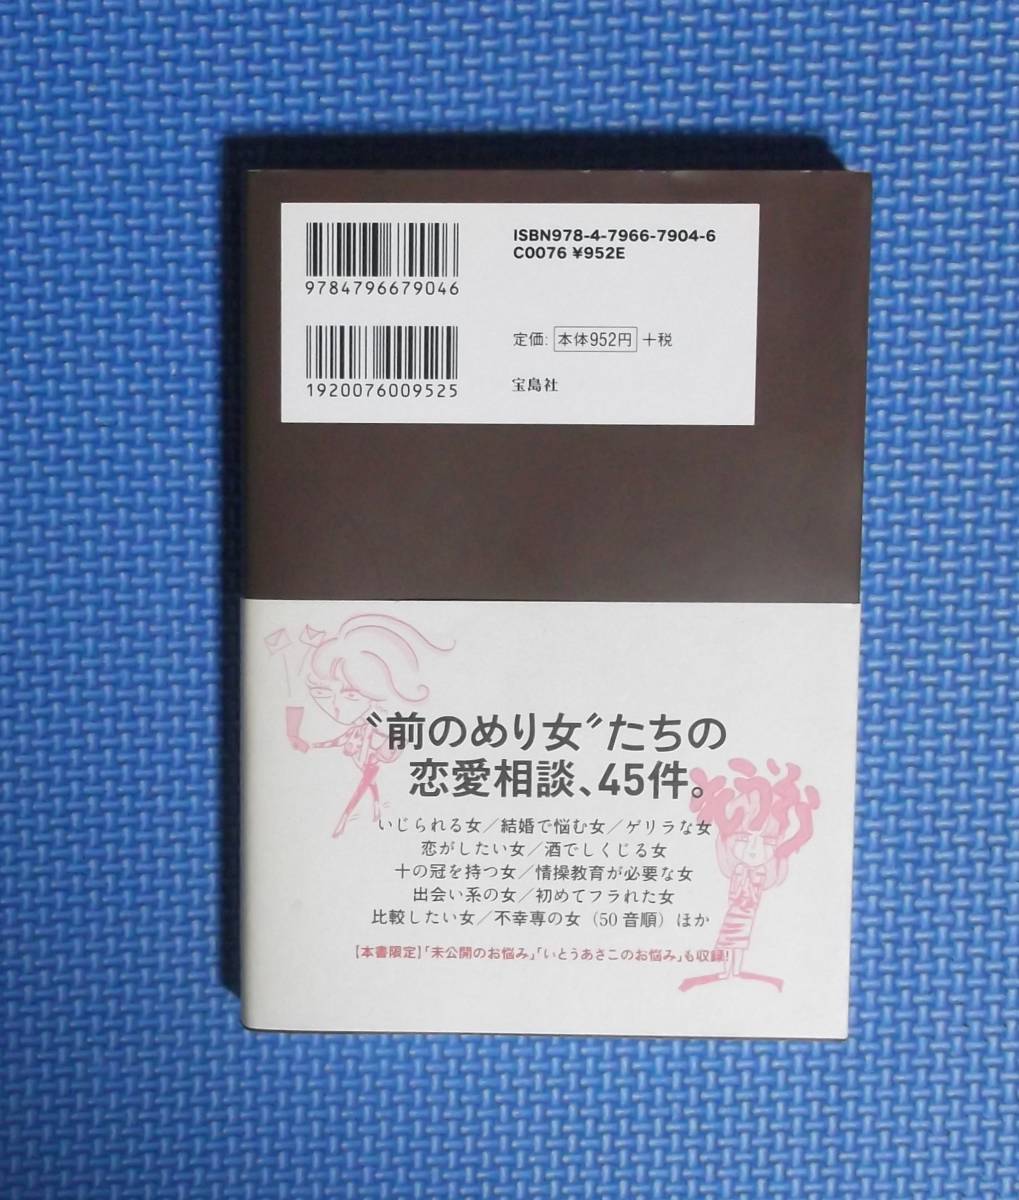 ISBN978-4-7966-7904-6
C0076 ¥952E
9784796679046
定価: 本体952円 +税
1920076009525
宝島社
〝前のめり女〟たちの
恋愛相談、45件。
いじられる女／結婚で悩む女／ゲリラな女
恋がしたい女／酒でしくじる女
十の冠を持つ女／情操教育が必要な女
出会い系の女／初めてフラれた女
比較したい女／不幸専の女（50音順）ほか
【本書限定】「未公開のお悩み」「いとうあさこのお悩み」も収録！